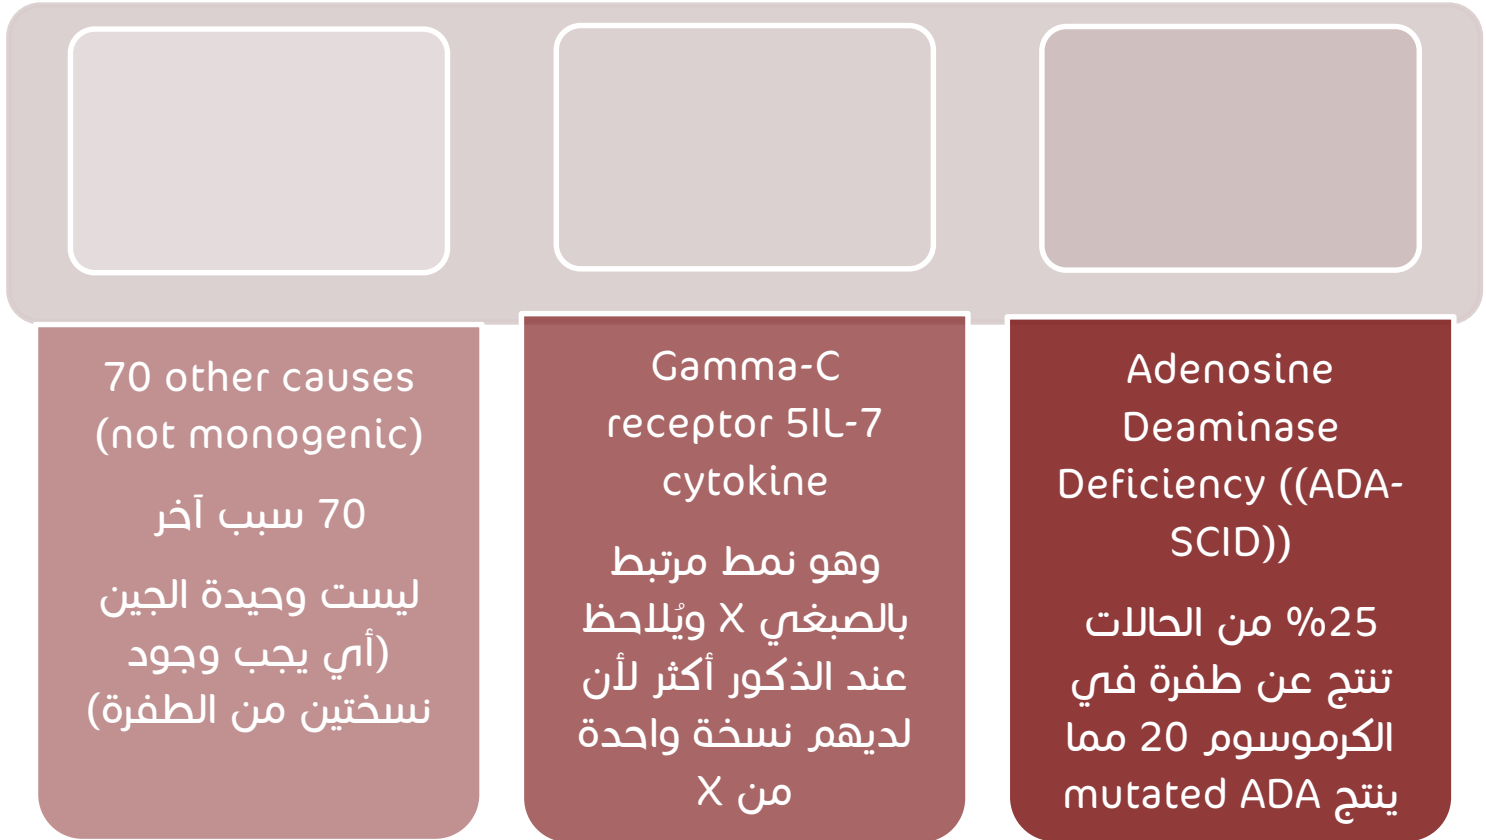 70 other causes
(not monogenic)
70 سبب آخر
ليست وحيدة الجين
(أي يجب وجود
نسختين من الطفرة)
Gamma-C
receptor 5IL-7
cytokine
وهو نمط مرتبط
بالصبغي X ويُلاحظ
عند الذكور أكثر لأن
لديهم نسخة واحدة
من X
Adenosine
Deaminase
Deficiency ((ADA-
SCID))
%25 من الحالات
تنتج عن طفرة في
الكرموسوم 20 مما
ينتج mutated ADA